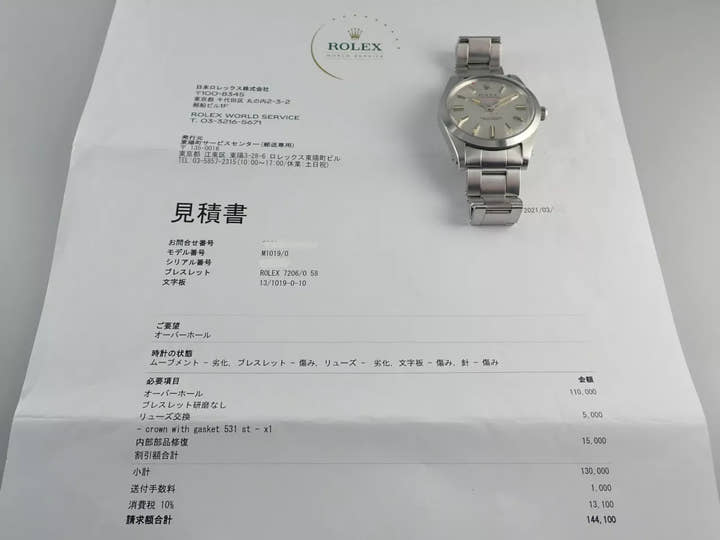 ROLEX
WORLD SERVICE
日本ロレックス株式会社
〒100-8345
東京都 千代田区 丸の内2-3-2
郵船ビル1F
ROLEX WORLD SERVICE
T. 03-3216-5671
発行元
東陽町サービスセンター(郵送専用)
〒 135-0016
東京都 江東区 東陽3-28-6 ロレックス東陽町ビル
TEL 03-5857-2315(10:00～17:00/休業:土日祝)
2021/03/
見積書
お問合せ番号
モデル番号 M1019/0
シリアル番号
ブレスレット ROLEX 7206/0 58
文字板 13/1019-0-10
ご要望
オーバーホール
時計の状態
ムーブメント - 劣化, ブレスレット - 傷み, リューズ - 劣化, 文字板 - 傷み, 針 - 傷み
必要項目 金額
オーバーホール 110,000
ブレスレット研磨なし
リューズ交換 5,000
- crown with gasket 531 st - x1
内部部品修復 15,000
割引額合計
小計 130,000
送付手数料 1,000
消費税 10% 13,100
請求額合計 144,100
ROLEX